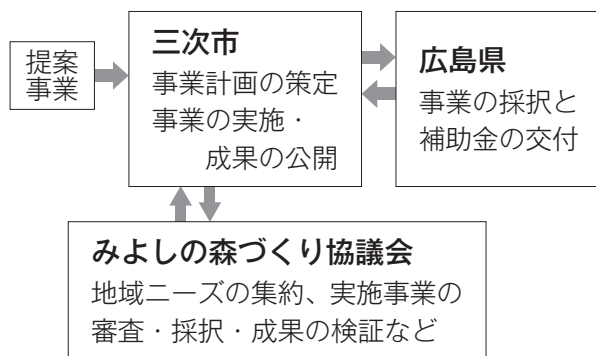 提案
事業
三次市
事業計画の策定
事業の実施・
成果の公開
広島県
事業の採択と
補助金の交付
みよしの森づくり協議会
地域ニーズの集約、実施事業の
審査・採択・成果の検証など